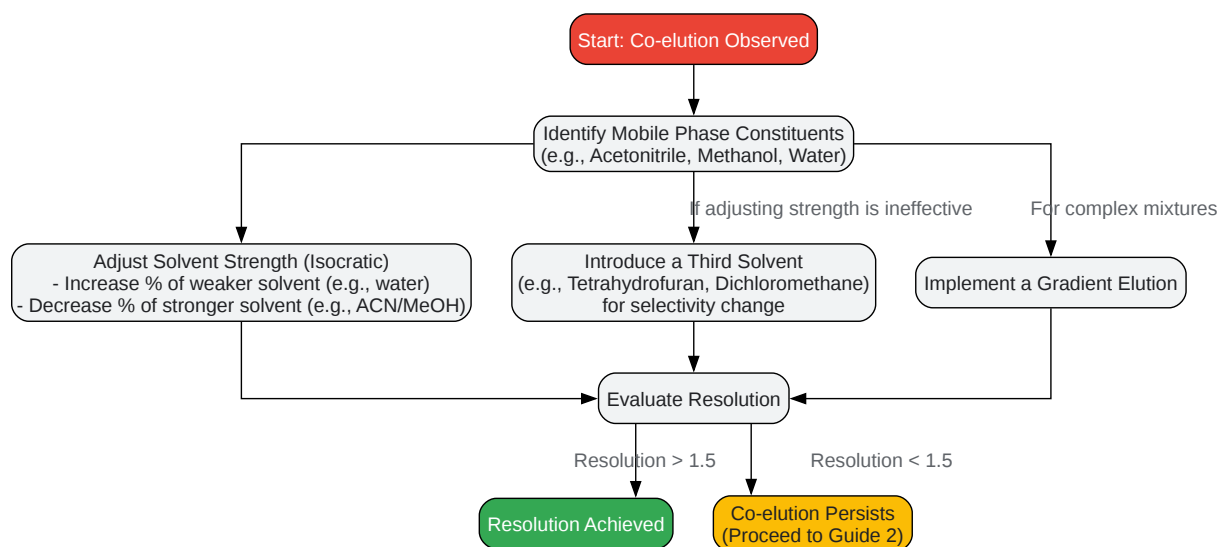 Start: Co-elution Observed
Identify Mobile Phase Constituents
(e.g., Acetonitrile, Methanol, Water)
If adjusting strength is ineffective
For complex mixtures
Adjust Solvent Strength (Isocratic)
- Increase % of weaker solvent (e.g., water)
- Decrease % of stronger solvent (e.g., ACN/MeOH)
Introduce a Third Solvent
(e.g., Tetrahydrofuran, Dichloromethane)
for selectivity change
Implement a Gradient Elution
Evaluate Resolution
Resolution > 1.5
Resolution < 1.5
Resolution Achieved
Co-elution Persists
(Proceed to Guide 2)